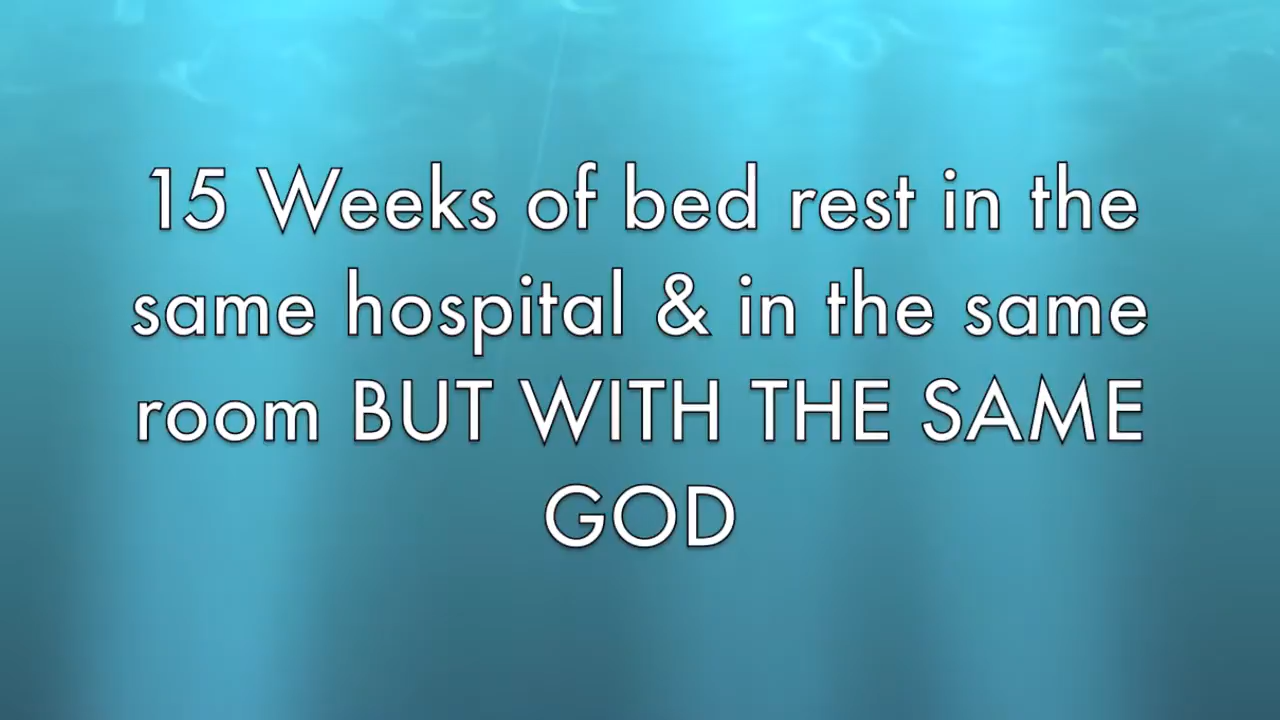 15 Weeks of bed rest in the
same hospital & in the same
room BUT WITH THE SAME
GOD